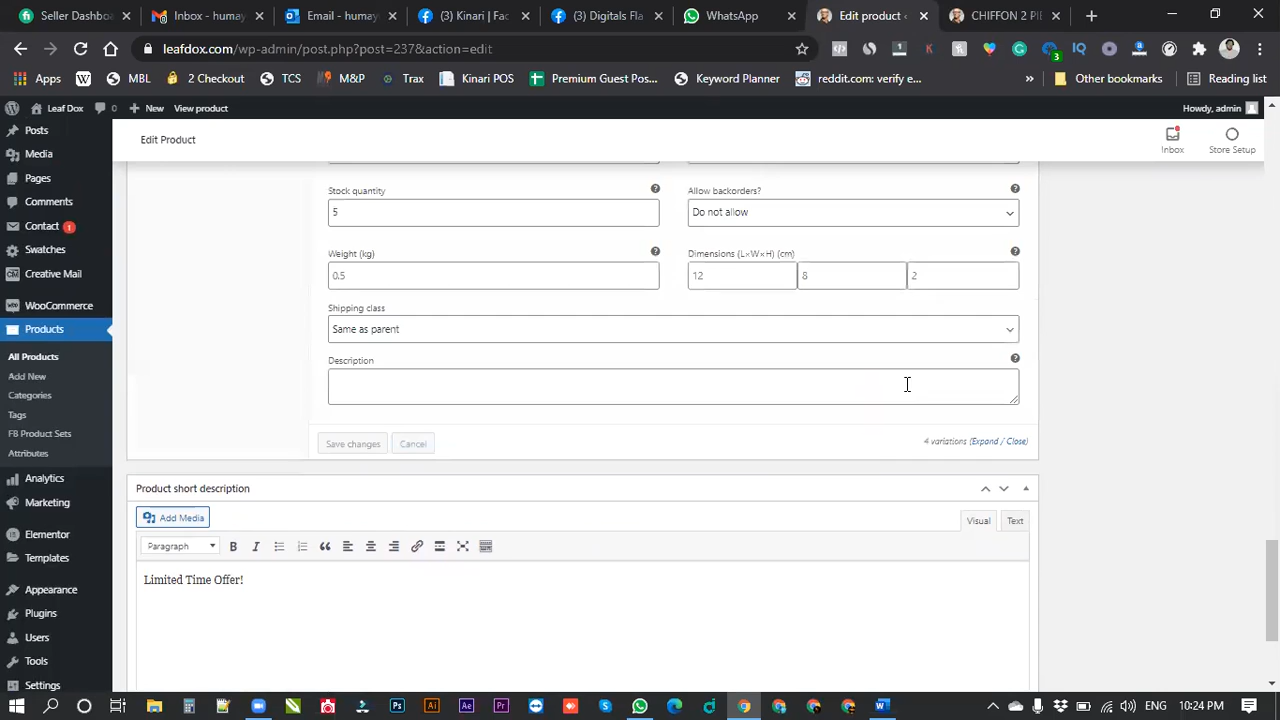 Seller Dashbo
Inbox - humay
Email - humay
(3) Kinari | Fac
(3) Digitals Fla
WhatsApp
Edit product
CHIFFON 2 PI
leafdox.com/wp-admin/post.php?post=2378&action=edit
Apps
MBL
2 Checkout
TCS
M&P
Trax
Kinari POS
Premium Guest Pos...
Keyword Planner
reddit.com: verify e...
Other bookmarks
Reading list
Leaf Dox
0
New
View product
Howdy, admin
Posts
Media
Pages
Comments
Contact 1
Swatches
Creative Mail
WooCommerce
Products
All Products
Add New
Categories
Tags
FB Product Sets
Attributes
Analytics
Marketing
Elementor
Templates
Appearance
Plugins
Users
Tools
Settings
Edit Product
Inbox
Store Setup
Stock quantity
5
Allow backorders?
Do not allow
Weight (kg)
0.5
Dimensions (L×W×H) (cm)
12
8
2
Shipping class
Same as parent
Description
Save changes
Cancel
4 variations (Expand / Close)
Product short description
Add Media
Visual
Text
Paragraph
Limited Time Offer!
10:24 PM